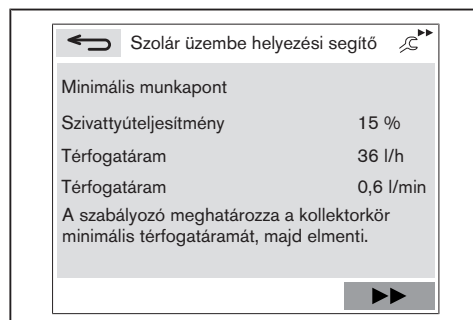 Szolár üzembe helyezési segítő
Minimális munkapont
Szivattyúteljesítmény 15 %
Térfogatáram 36 l/h
Térfogatáram 0,6 l/min
A szabályozó meghatározza a kollektorkör
minimális térfogatáramát, majd elmenti.